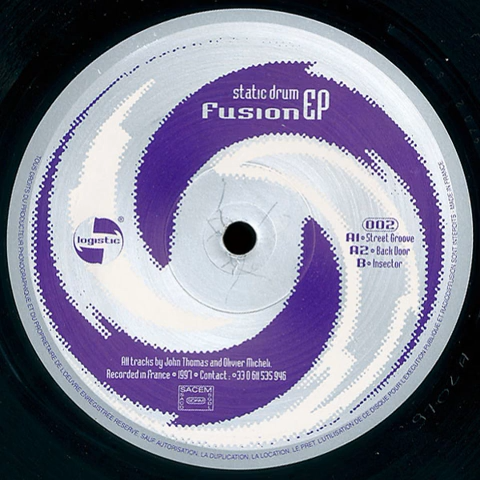 static drum
Fusion EP
logistic
®
002
A1 • Street Groove
A2 • Back Door
B • Insector
All tracks by John Thomas and Olivier Micheli.
Recorded in France • 1997 • Contact : •33 0 611 535 946
SACEM
TOUS DROITS DU PRODUCTEUR PHONOGRAPHIQUE ET DU PROPRIETAIRE DE L'OEUVRE ENREGISTREE RESERVES. SAUF AUTORISATION, LA DUPLICATION, LA LOCATION, LE PRET, L'UTILISATION DE CE DISQUE POUR L'EXECUTION PUBLIQUE ET RADIODIFFUSION SONT INTERDITS.